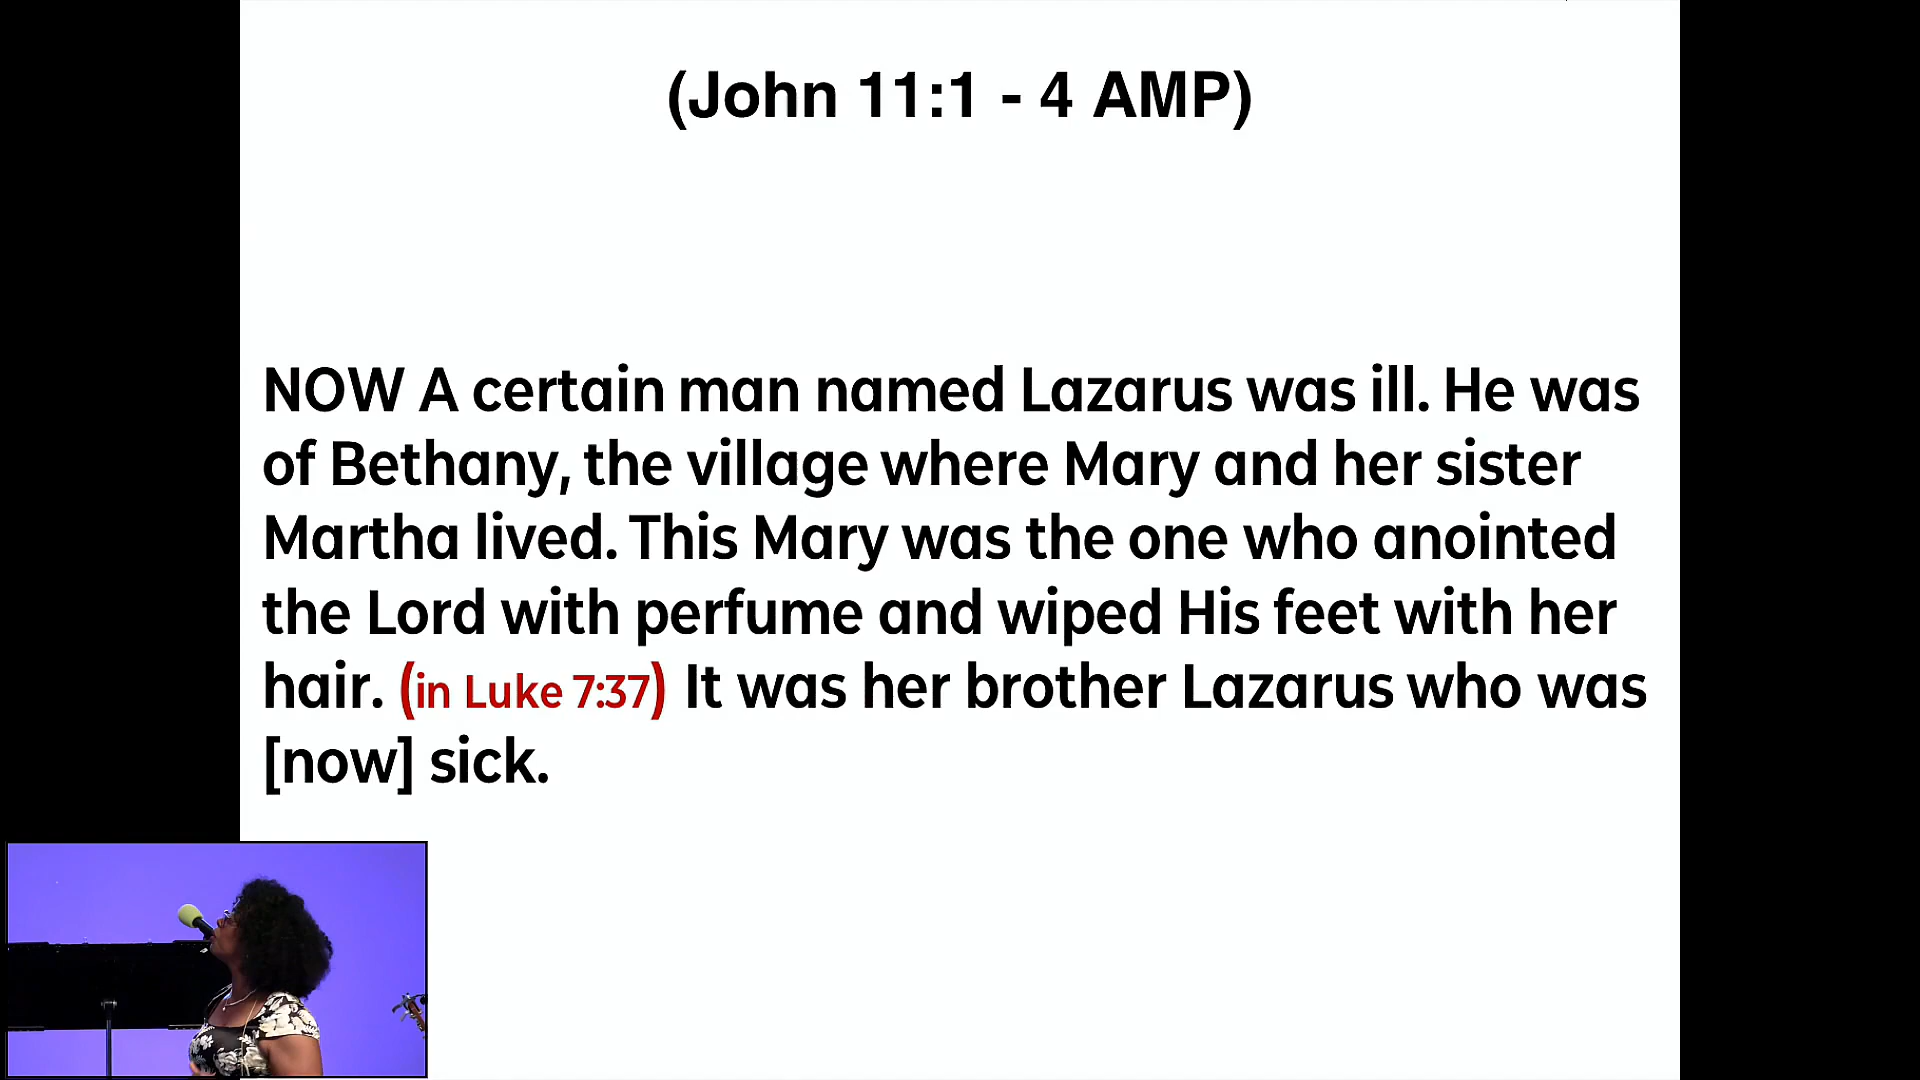 (John 11:1 - 4 AMP)
NOW A certain man named Lazarus was ill. He was
of Bethany, the village where Mary and her sister
Martha lived. This Mary was the one who anointed
the Lord with perfume and wiped His feet with her
hair. (in Luke 7:37) It was her brother Lazarus who was
[now] sick.